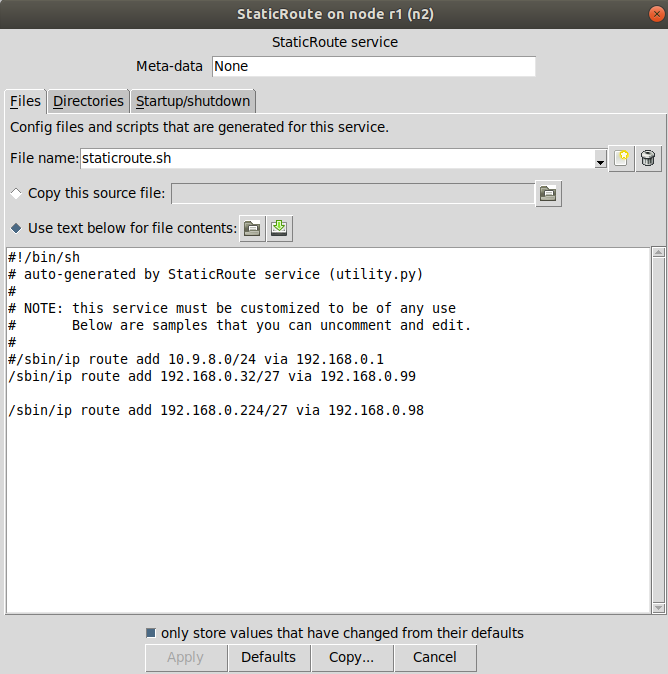 StaticRoute on node r1 (n2)
StaticRoute service
Meta-data None
Files Directories Startup/shutdown
Config files and scripts that are generated for this service.
File name: staticroute.sh
Copy this source file:
Use text below for file contents:
#!/bin/sh
# auto-generated by StaticRoute service (utility.py)
#
# NOTE: this service must be customized to be of any use
#       Below are samples that you can uncomment and edit.
#
#/sbin/ip route add 10.9.8.0/24 via 192.168.0.1
/sbin/ip route add 192.168.0.32/27 via 192.168.0.99
/sbin/ip route add 192.168.0.224/27 via 192.168.0.98
only store values that have changed from their defaults
Apply Defaults Copy... Cancel